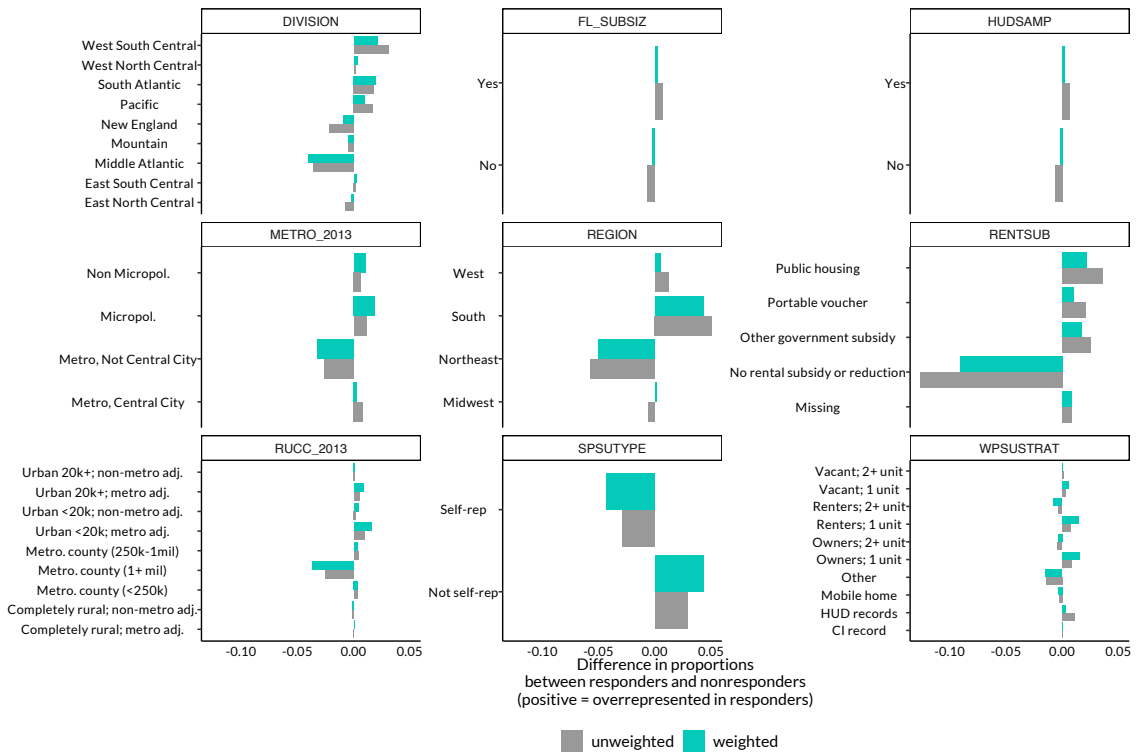 DIVISION
West South Central
West North Central
South Atlantic
Pacific
New England
Mountain
Middle Atlantic
East South Central
East North Central
FL_SUBSIZ
Yes
No
HUDSAMP
Yes
No
METRO_2013
Non Micropol.
Micropol.
Metro, Not Central City
Metro, Central City
REGION
West
South
Northeast
Midwest
RENTSUB
Public housing
Portable voucher
Other government subsidy
No rental subsidy or reduction
Missing
RUCC_2013
Urban 20k+; non-metro adj.
Urban 20k+; metro adj.
Urban <20k; non-metro adj.
Urban <20k; metro adj.
Metro. county (250k-1mil)
Metro. county (1+ mil)
Metro. county (<250k)
Completely rural; non-metro adj.
Completely rural; metro adj.
-0.10 0.00 0.05
SPSUTYPE
Self-rep
Not self-rep
-0.10 0.00 0.05
WPSUSTRAT
Vacant; 2+ unit
Vacant; 1 unit
Renters; 2+ unit
Renters; 1 unit
Owners; 2+ unit
Owners; 1 unit
Other
Mobile home
HUD records
CI record
-0.10 0.00 0.05
Difference in proportions
between responders and nonresponders
(positive = overrepresented in responders)
unweighted weighted